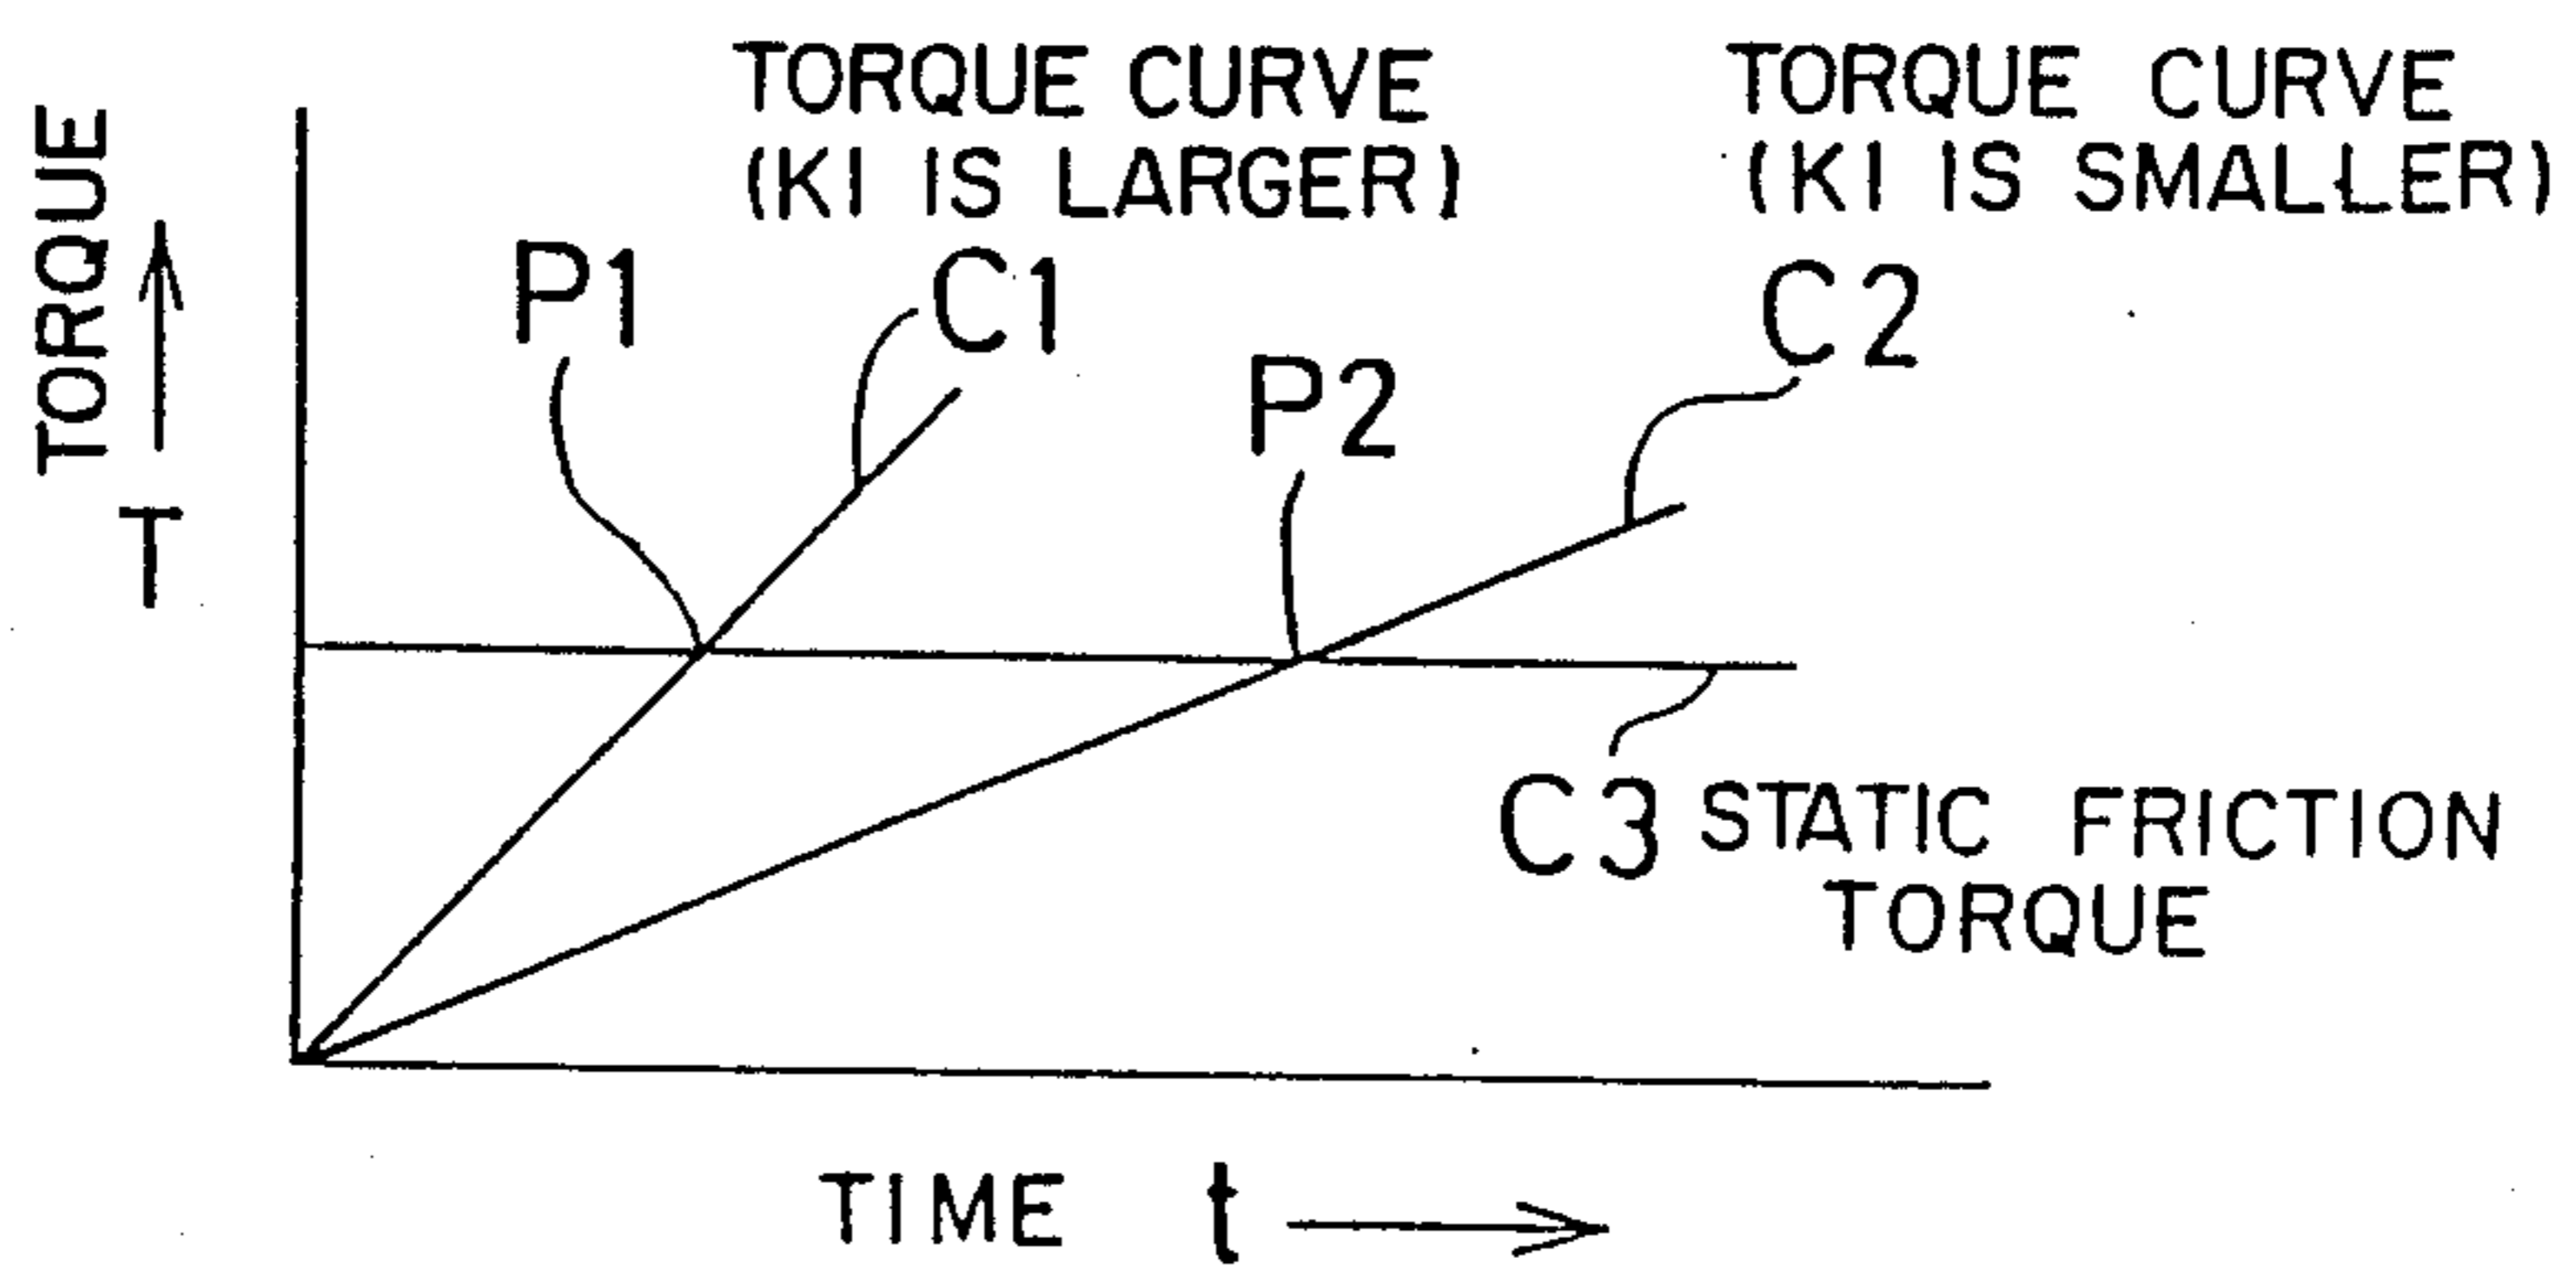 TORQUE CURVE
(KI IS LARGER)
TORQUE CURVE
(KI IS SMALLER)
P1
C1
P2
C2
TORQUE
T
C3 STATIC FRICTION
TORQUE
TIME t